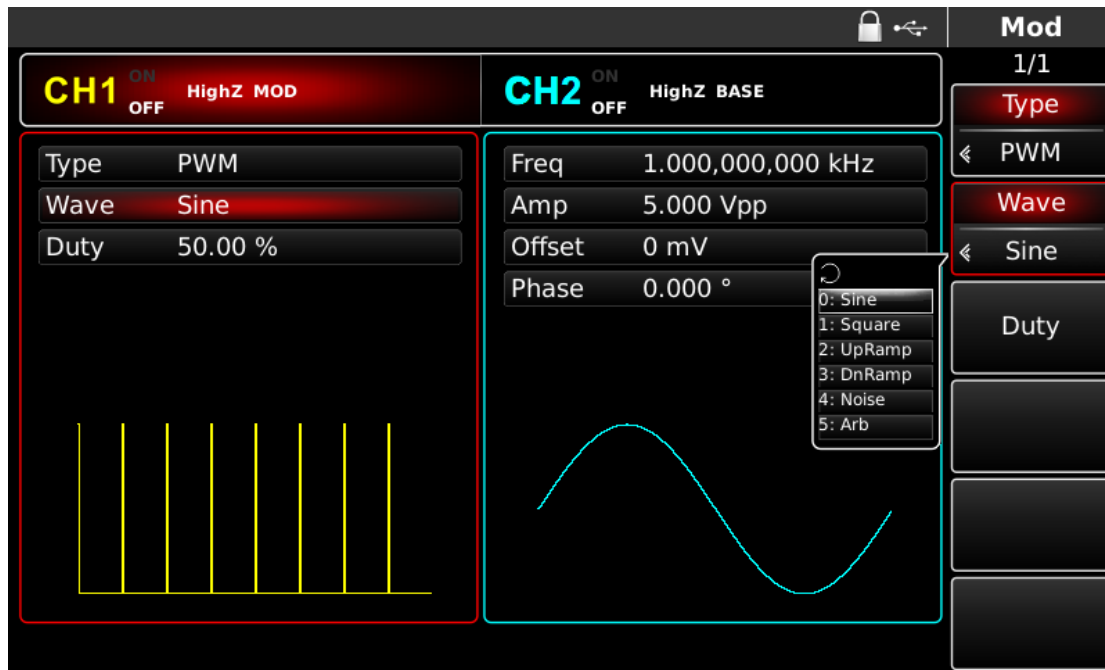 Mod
1/1
CH1 ON OFF HighZ MOD
CH2 ON OFF HighZ BASE
Type PWM
Wave Sine
Duty 50.00 %
Freq 1.000,000,000 kHz
Amp 5.000 Vpp
Offset 0 mV
Phase 0.000 °
0: Sine
1: Square
2: UpRamp
3: DnRamp
4: Noise
5: Arb
Type
PWM
Wave
Sine
Duty